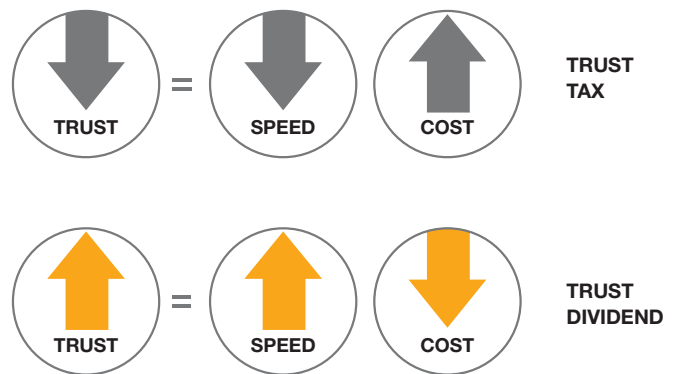 TRUST = SPEED COST TRUST TAX
TRUST = SPEED COST TRUST DIVIDEND